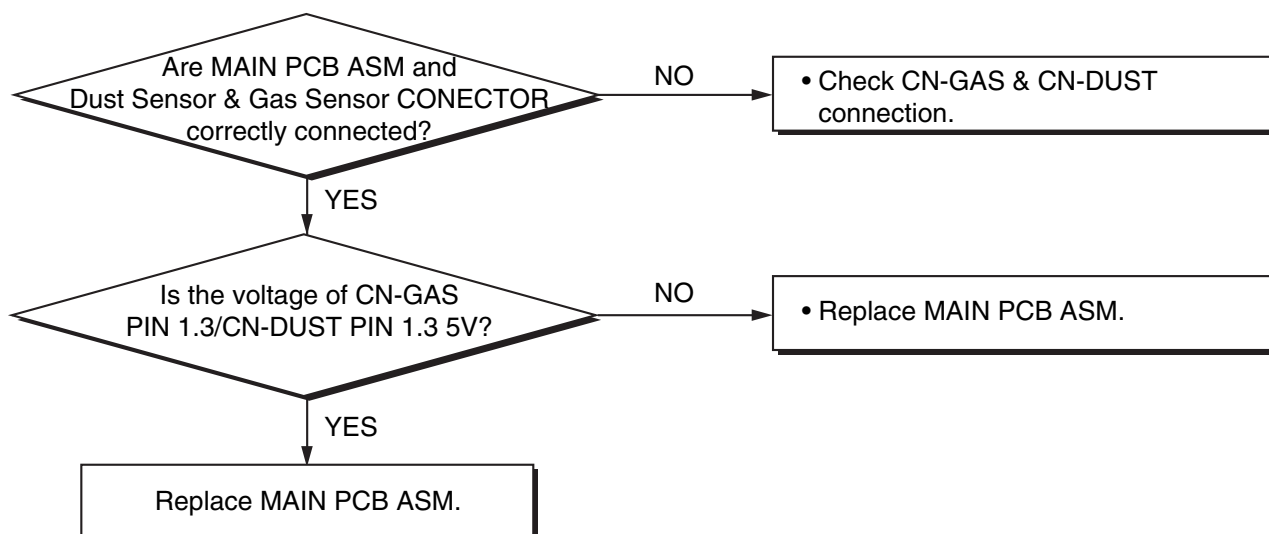 Are MAIN PCB ASM and
Dust Sensor & Gas Sensor CONECTOR
correctly connected?
NO
• Check CN-GAS & CN-DUST
connection.
YES
Is the voltage of CN-GAS
PIN 1.3/CN-DUST PIN 1.3 5V?
NO
• Replace MAIN PCB ASM.
YES
Replace MAIN PCB ASM.